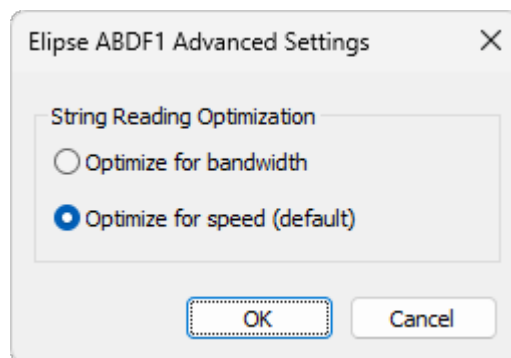 Elipse ABDF1 Advanced Settings
String Reading Optimization
Optimize for bandwidth
Optimize for speed (default)
OK Cancel